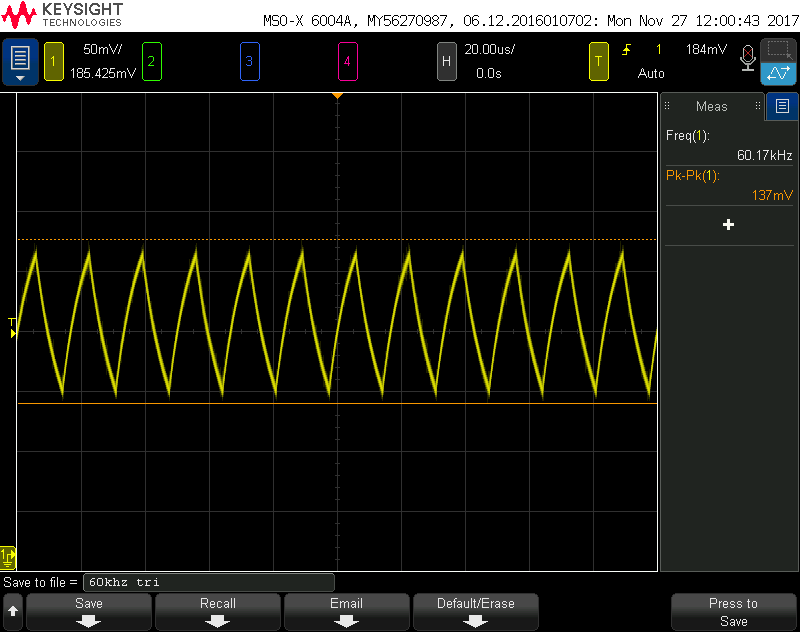 KEYSIGHT
TECHNOLOGIES
MSO-X 6004A, MY56270987, 06.12.2016010702: Mon Nov 27 12:00:43 2017
1
50mV/
185.425mV
2
3
4
H
20.00us/
0.0s
T
1
184mV
Auto
Meas
Freq(1):
60.17kHz
Pk-Pk(1):
137mV
+
T
1
Save to file = 60khz tri
Save
Recall
Email
Default/Erase
Press to
Save